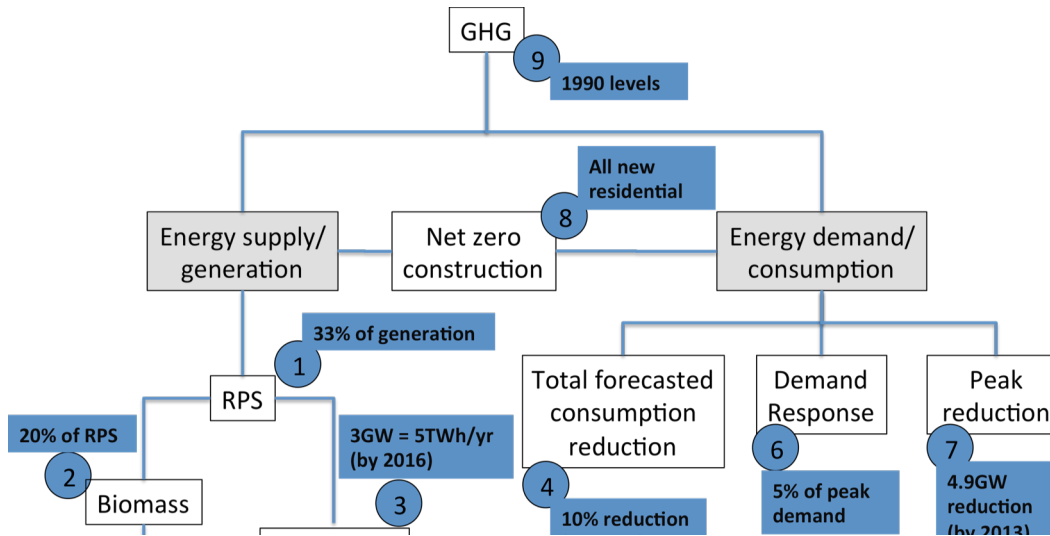 GHG
9
1990 levels
All new
residential
8
Energy supply/
generation
Net zero
construction
Energy demand/
consumption
33% of generation
1
RPS
Total forecasted
consumption
reduction
Demand
Response
Peak
reduction
20% of RPS
2
Biomass
3GW = 5TWh/yr
(by 2016)
3
4
10% reduction
6
5% of peak
demand
7
4.9GW
reduction
(by 2013)